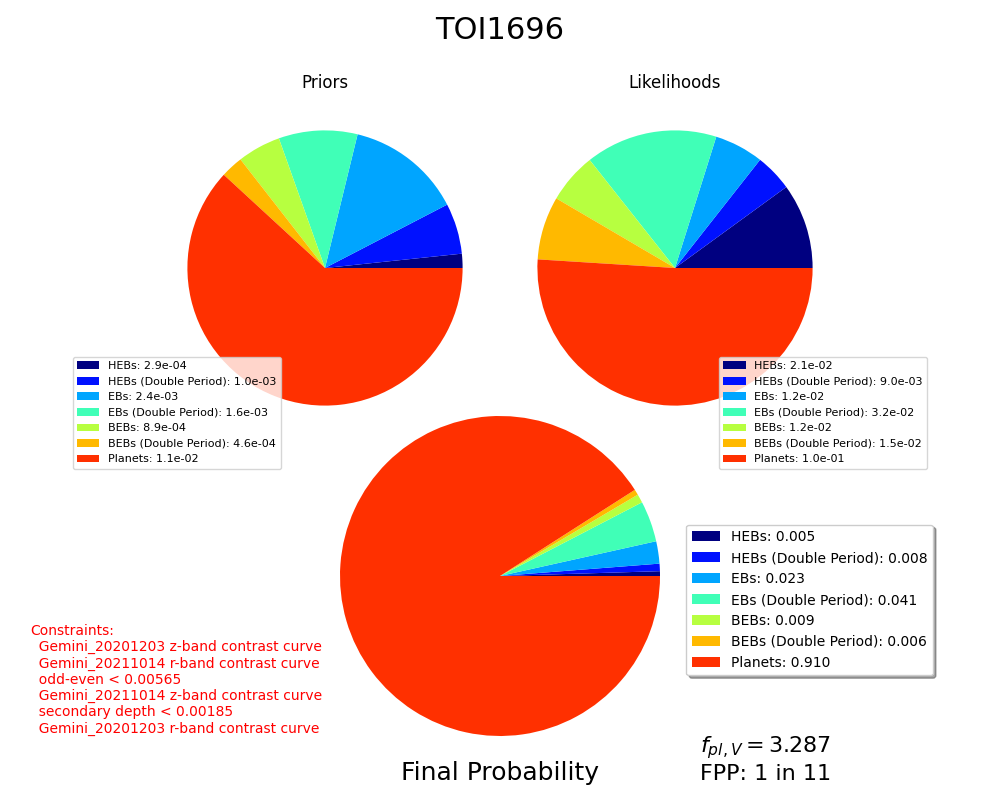 TOI1696
Priors
Likelihoods
HEBs: 2.9e-04
HEBs (Double Period): 1.0e-03
EBs: 2.4e-03
EBs (Double Period): 1.6e-03
BEBs: 8.9e-04
BEBs (Double Period): 4.6e-04
Planets: 1.1e-02
HEBs: 2.1e-02
HEBs (Double Period): 9.0e-03
EBs: 1.2e-02
EBs (Double Period): 3.2e-02
BEBs: 1.2e-02
BEBs (Double Period): 1.5e-02
Planets: 1.0e-01
HEBs: 0.005
HEBs (Double Period): 0.008
EBs: 0.023
EBs (Double Period): 0.041
BEBs: 0.009
BEBs (Double Period): 0.006
Planets: 0.910
Constraints:
Gemini_20201203 z-band contrast curve
Gemini_20211014 r-band contrast curve
odd-even < 0.00565
Gemini_20211014 z-band contrast curve
secondary depth < 0.00185
Gemini_20201203 r-band contrast curve
Final Probability
f_{pl,V} = 3.287
FPP: 1 in 11